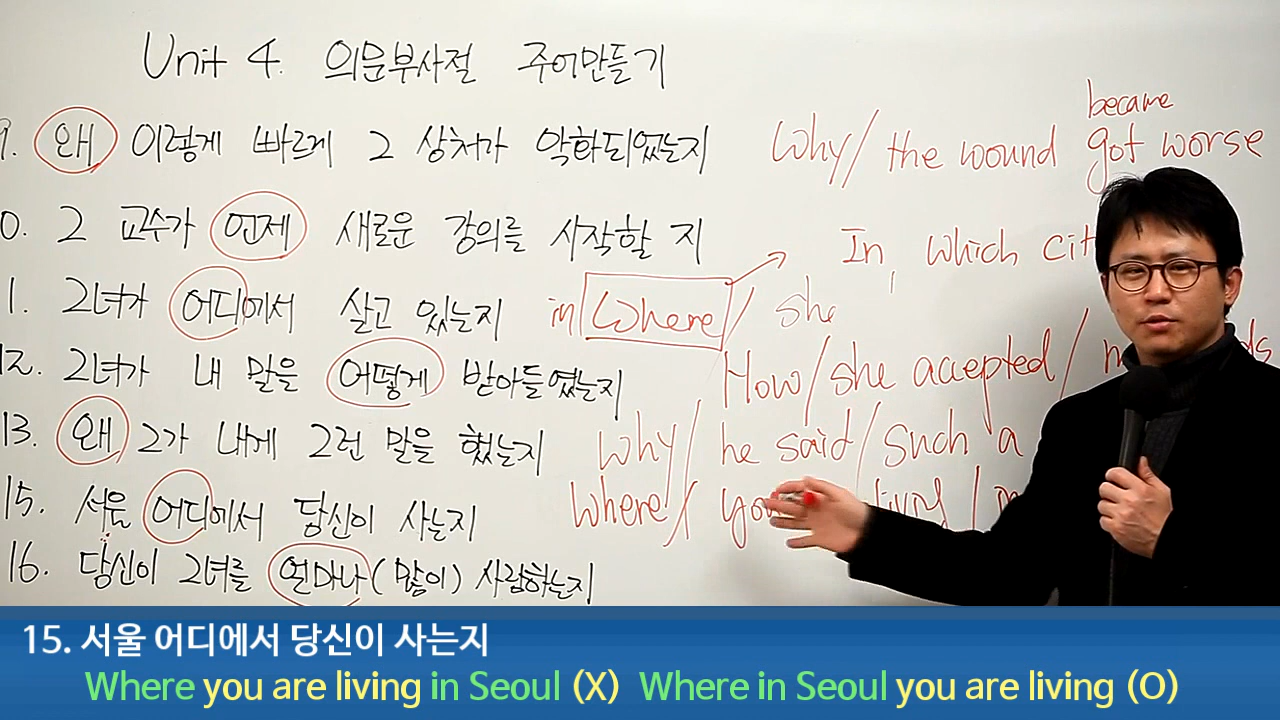 Unit 4. 의문부사절 주어만들기
became
9. 왜 이렇게 빠르게 그 상처가 악화되었는지 Why/ the wound got worse
0. 그 교수가 언제 새로운 강의를 시작할 지 In, which
1. 그녀가 어디에서 살고 있는지 in where / she
12. 그녀가 내 말을 어떻게 받아들였는지 How/she accepted/
13. 왜 그가 내게 그런 말을 했는지 why/ he said/such a
15. 서울 어디에서 당신이 사는지 where/
16. 당신이 그녀를 얼마나(많이) 사랑하는지
15. 서울 어디에서 당신이 사는지
Where you are living in Seoul (X) Where in Seoul you are living (O)